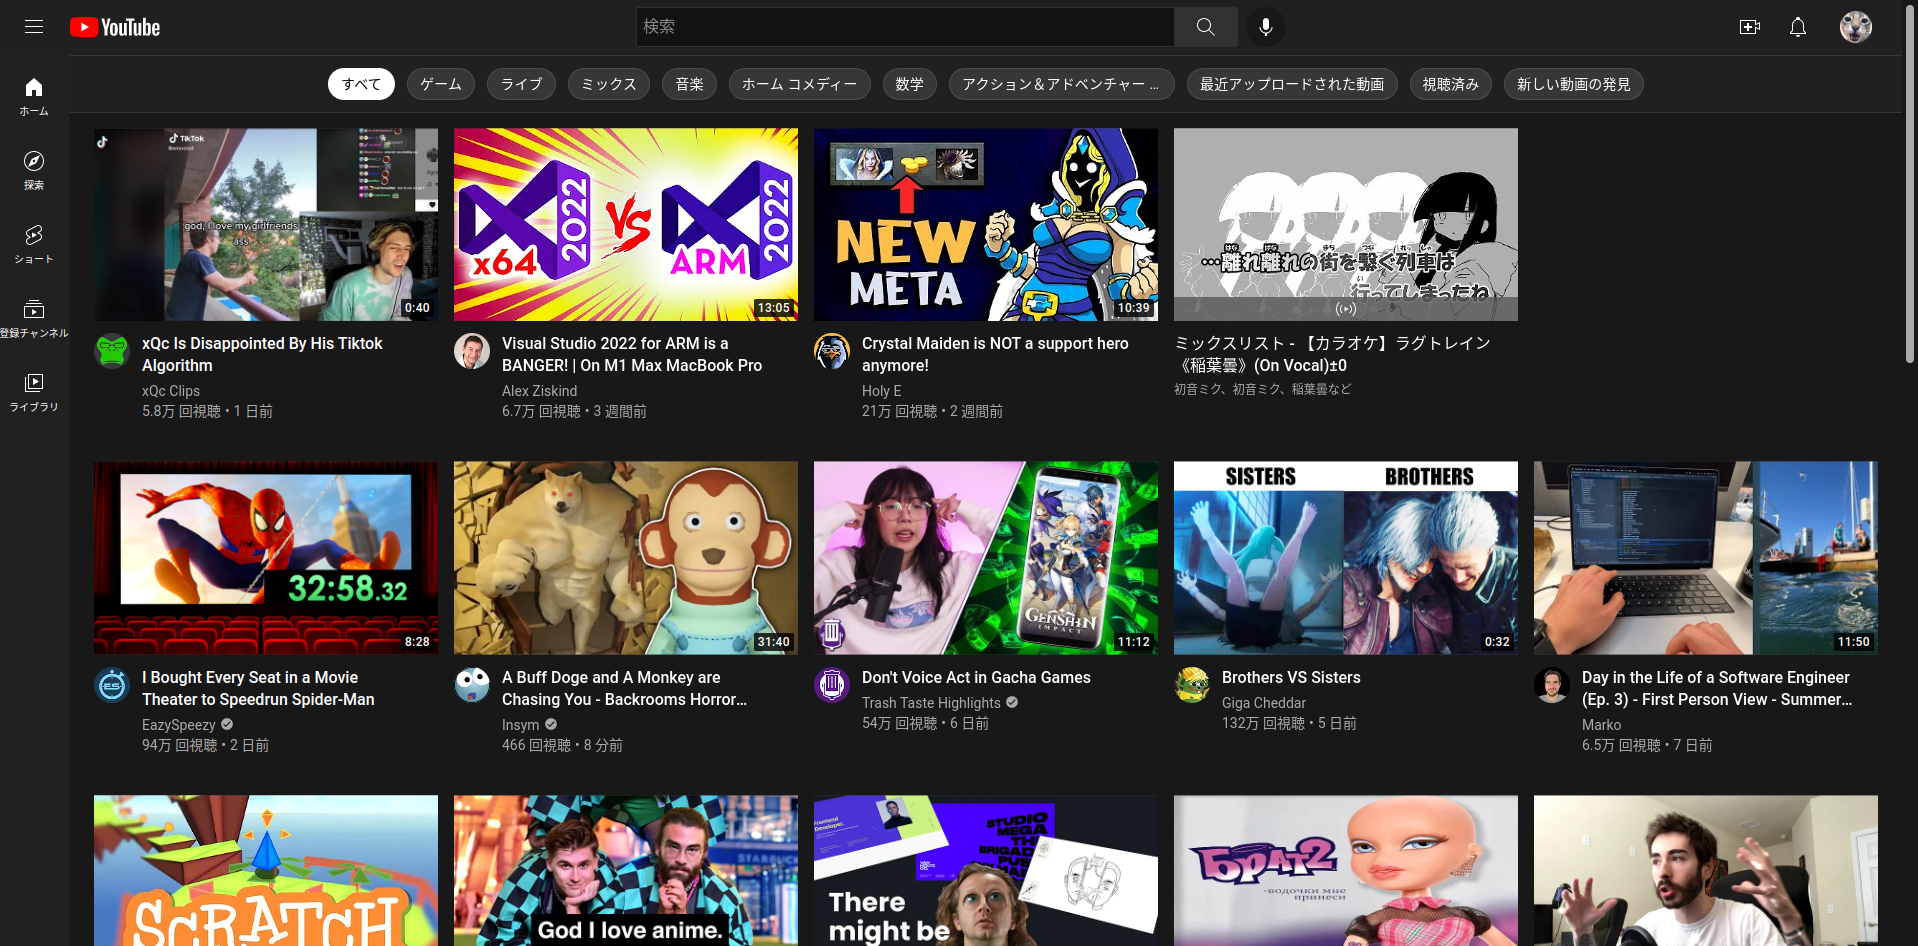 YouTube
検索
すべて
ゲーム
ライブ
ミックス
音楽
ホーム コメディー
数学
アクション＆アドベンチャー ...
最近アップロードされた動画
視聴済み
新しい動画の発見
ホーム
探索
ショート
登録チャンネル
ライブラリ
TikTok
god, I love my girlfriends
ass
0:40
xQc Is Disappointed By His Tiktok
Algorithm
xQc Clips
5.8万 回視聴 • 1 日前
2022
x64
VS
2022
ARM
13:05
Visual Studio 2022 for ARM is a
BANGER! | On M1 Max MacBook Pro
Alex Ziskind
6.7万 回視聴 • 3 週間前
NEW
META
10:39
Crystal Maiden is NOT a support hero
anymore!
Holy E
21万 回視聴 • 2 週間前
…離れ離れの街を繋ぐ列車は
行ってしまったね
ミックスリスト - 【カラオケ】ラグトレイン
《稲葉曇》(On Vocal)±0
初音ミク、初音ミク、稲葉曇など
32:58.32
8:28
I Bought Every Seat in a Movie
Theater to Speedrun Spider-Man
EazySpeezy
94万 回視聴 • 2 日前
31:40
A Buff Doge and A Monkey are
Chasing You - Backrooms Horror...
Insym
466 回視聴 • 8 分前
GENSHIN
IMPACT
11:12
Don't Voice Act in Gacha Games
Trash Taste Highlights
54万 回視聴 • 6 日前
SISTERS
BROTHERS
0:32
Brothers VS Sisters
Giga Cheddar
132万 回視聴 • 5 日前
11:50
Day in the Life of a Software Engineer
(Ep. 3) - First Person View - Summer...
Marko
6.5万 回視聴 • 7 日前
SCRATCH
God I love anime.
Frontend
Developer.
STUDIO
MEGA
There
might be
БРАТ2
-водочки мне
принеси